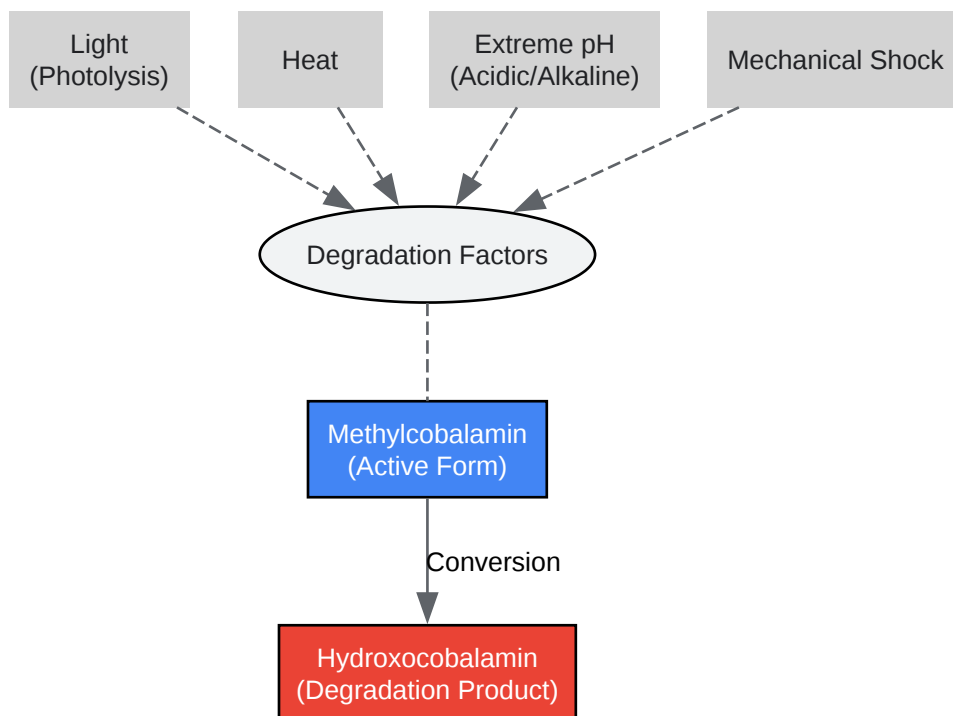 Light
(Photolysis)
Heat
Extreme pH
(Acidic/Alkaline)
Mechanical Shock
Degradation Factors
Methylcobalamin
(Active Form)
Conversion
Hydroxocobalamin
(Degradation Product)